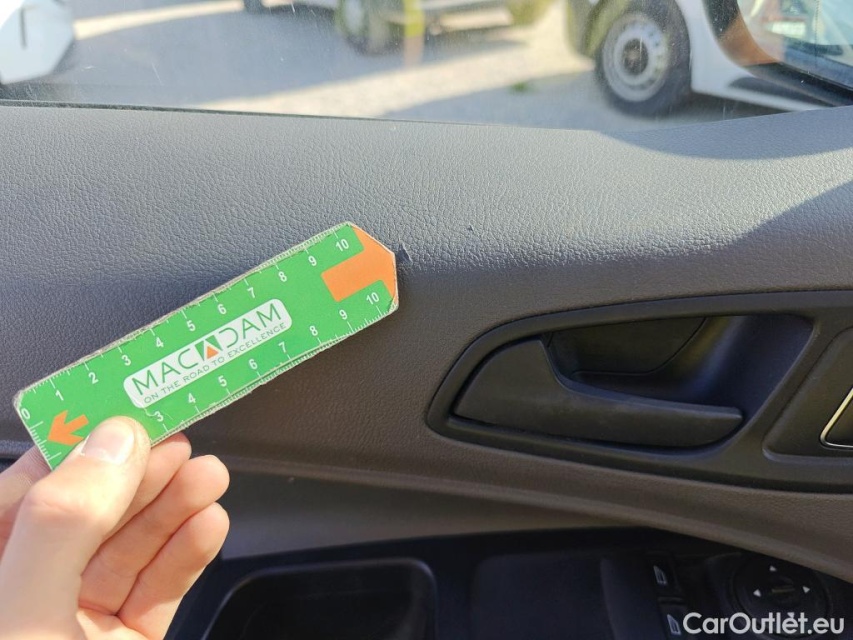 0 1 2 3 4 5 6 7 8 9 10
MACADAM
ON THE ROAD TO EXCELLENCE
3 4 5 6 7 8 9 10
CarOutlet.eu